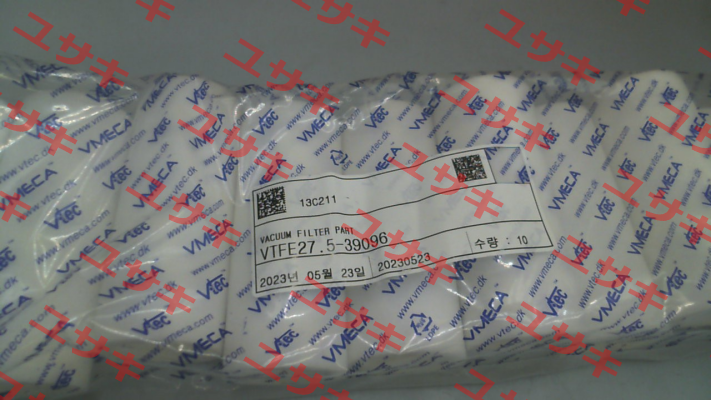 13C211
VACUUM FILTER PART
VTFE27.5-39096
수량 : 10
2023년 05월 23일
20230523
VMECA
Vtec
www.vmeca.com
www.vtec.dk
ユサキ